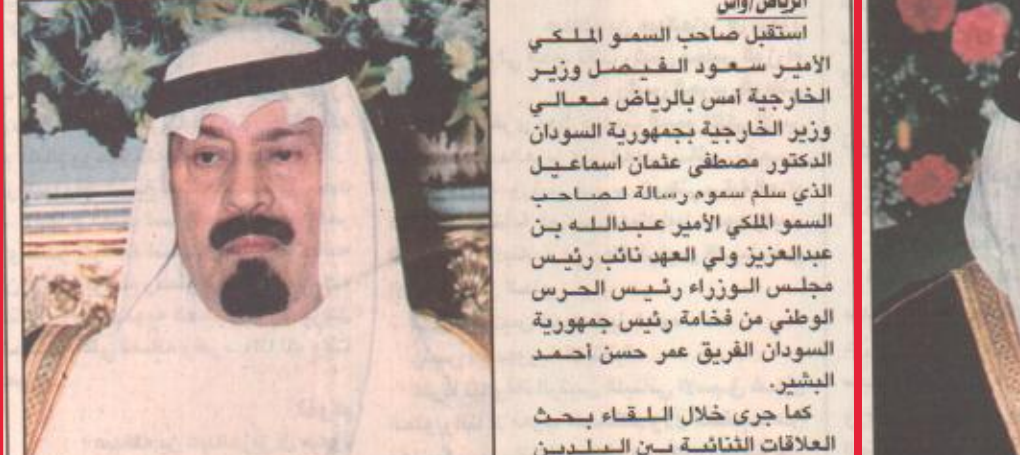 الرياض/واس
استقبل صاحب السمو الملكي
الأمير سعود الفيصل وزير
الخارجية أمس بالرياض معالي
وزير الخارجية بجمهورية السودان
الدكتور مصطفى عثمان اسماعيل
الذي سلم سموه رسالة لصاحب
السمو الملكي الأمير عبدالله بن
عبدالعزيز ولي العهد نائب رئيس
مجلس الوزراء رئيس الحرس
الوطني من فخامة رئيس جمهورية
السودان الفريق عمر حسن أحمد
البشير.
كما جرى خلال اللقاء بحث
العلاقات الثنائية بين البلدين